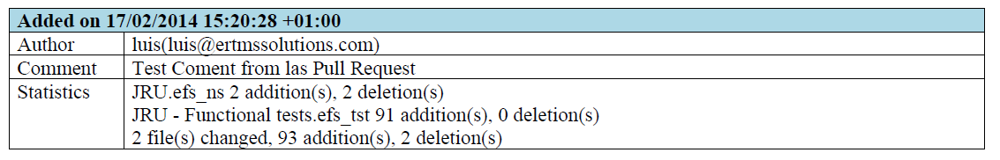 Added on 17/02/2014 15:20:28 +01:00
Author luis(luis@ertmssolutions.com)
Comment Test Coment from las Pull Request
Statistics JRU.efs_ns 2 addition(s), 2 deletion(s)
JRU - Functional tests.efs_tst 91 addition(s), 0 deletion(s)
2 file(s) changed, 93 addition(s), 2 deletion(s)